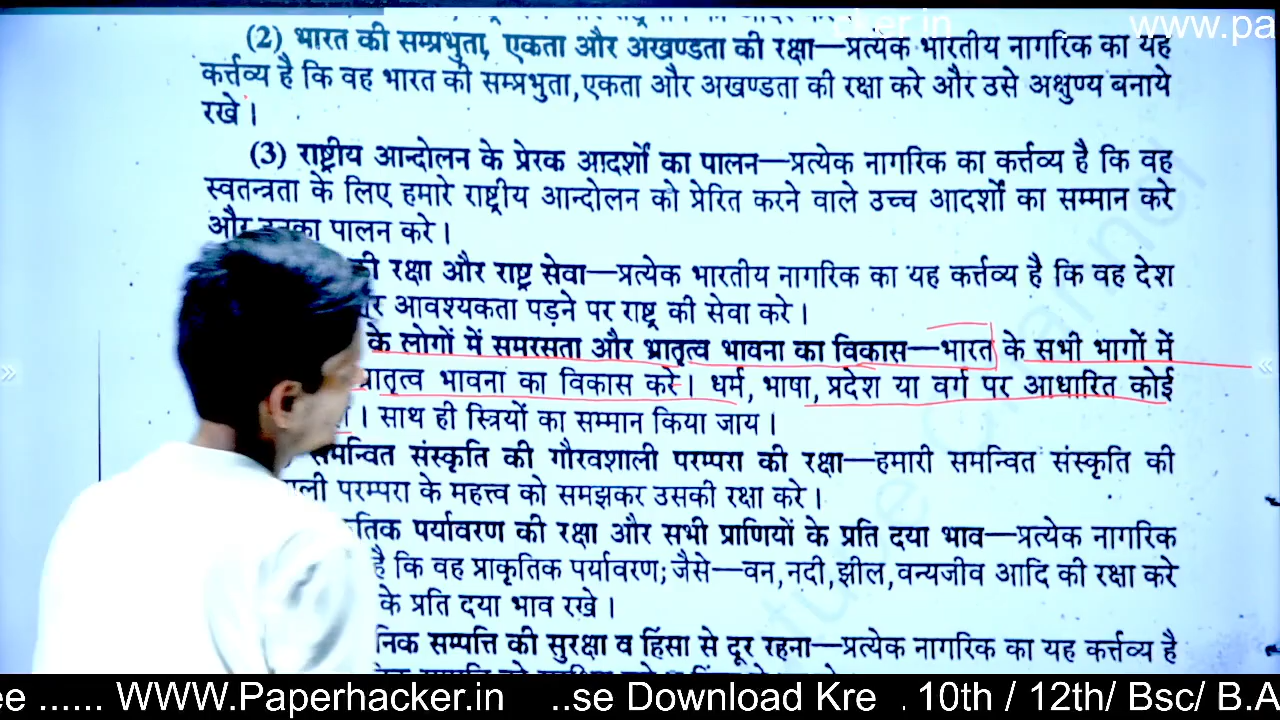 www.pa
(2) भारत की सम्प्रभुता, एकता और अखण्डता की रक्षा—प्रत्येक भारतीय नागरिक का यह
कर्त्तव्य है कि वह भारत की सम्प्रभुता, एकता और अखण्डता की रक्षा करे और उसे अक्षुण्य बनाये
रखे।
(3) राष्ट्रीय आन्दोलन के प्रेरक आदर्शों का पालन—प्रत्येक नागरिक का कर्त्तव्य है कि वह
स्वतन्त्रता के लिए हमारे राष्ट्रीय आन्दोलन को प्रेरित करने वाले उच्च आदर्शों का सम्मान करे
और उनका पालन करे।
की रक्षा और राष्ट्र सेवा—प्रत्येक भारतीय नागरिक का यह कर्त्तव्य है कि वह देश
आवश्यकता पड़ने पर राष्ट्र की सेवा करे।
के लोगों में समरसता और भ्रातृत्व भावना का विकास—भारत के सभी भागों में
भ्रातृत्व भावना का विकास करे। धर्म, भाषा, प्रदेश या वर्ग पर आधारित कोई
। साथ ही स्त्रियों का सम्मान किया जाय।
समन्वित संस्कृति की गौरवशाली परम्परा की रक्षा—हमारी समन्वित संस्कृति की
परम्परा के महत्त्व को समझकर उसकी रक्षा करे।
पर्यावरण की रक्षा और सभी प्राणियों के प्रति दया भाव—प्रत्येक नागरिक
है कि वह प्राकृतिक पर्यावरण; जैसे—वन, नदी, झील, वन्यजीव आदि की रक्षा करे
के प्रति दया भाव रखे।
सम्पत्ति की सुरक्षा व हिंसा से दूर रहना—प्रत्येक नागरिक का यह कर्त्तव्य है
ee ...... WWW.Paperhacker.in ..se Download Kre . 10th / 12th/ Bsc/ B.A